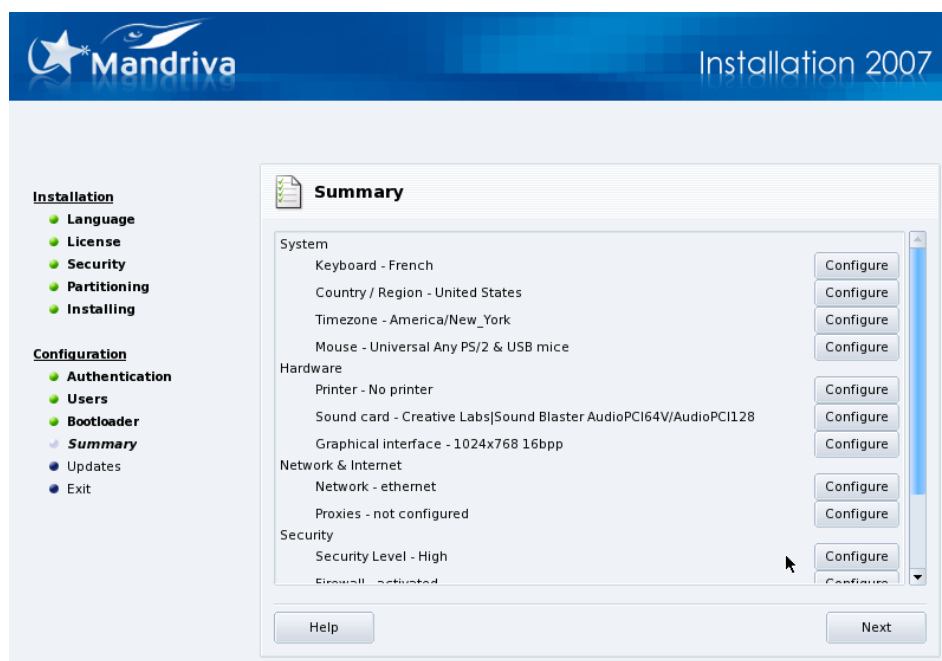 Mandriva
Installation 2007
Installation
Language
License
Security
Partitioning
Installing
Configuration
Authentication
Users
Bootloader
Summary
Updates
Exit
Summary
System
Keyboard - French
Configure
Country / Region - United States
Configure
Timezone - America/New_York
Configure
Mouse - Universal Any PS/2 & USB mice
Configure
Hardware
Printer - No printer
Configure
Sound card - Creative Labs|Sound Blaster AudioPCI64V/AudioPCI128
Configure
Graphical interface - 1024x768 16bpp
Configure
Network & Internet
Network - ethernet
Configure
Proxies - not configured
Configure
Security
Security Level - High
Configure
Firewall - activated
Configure
Help
Next